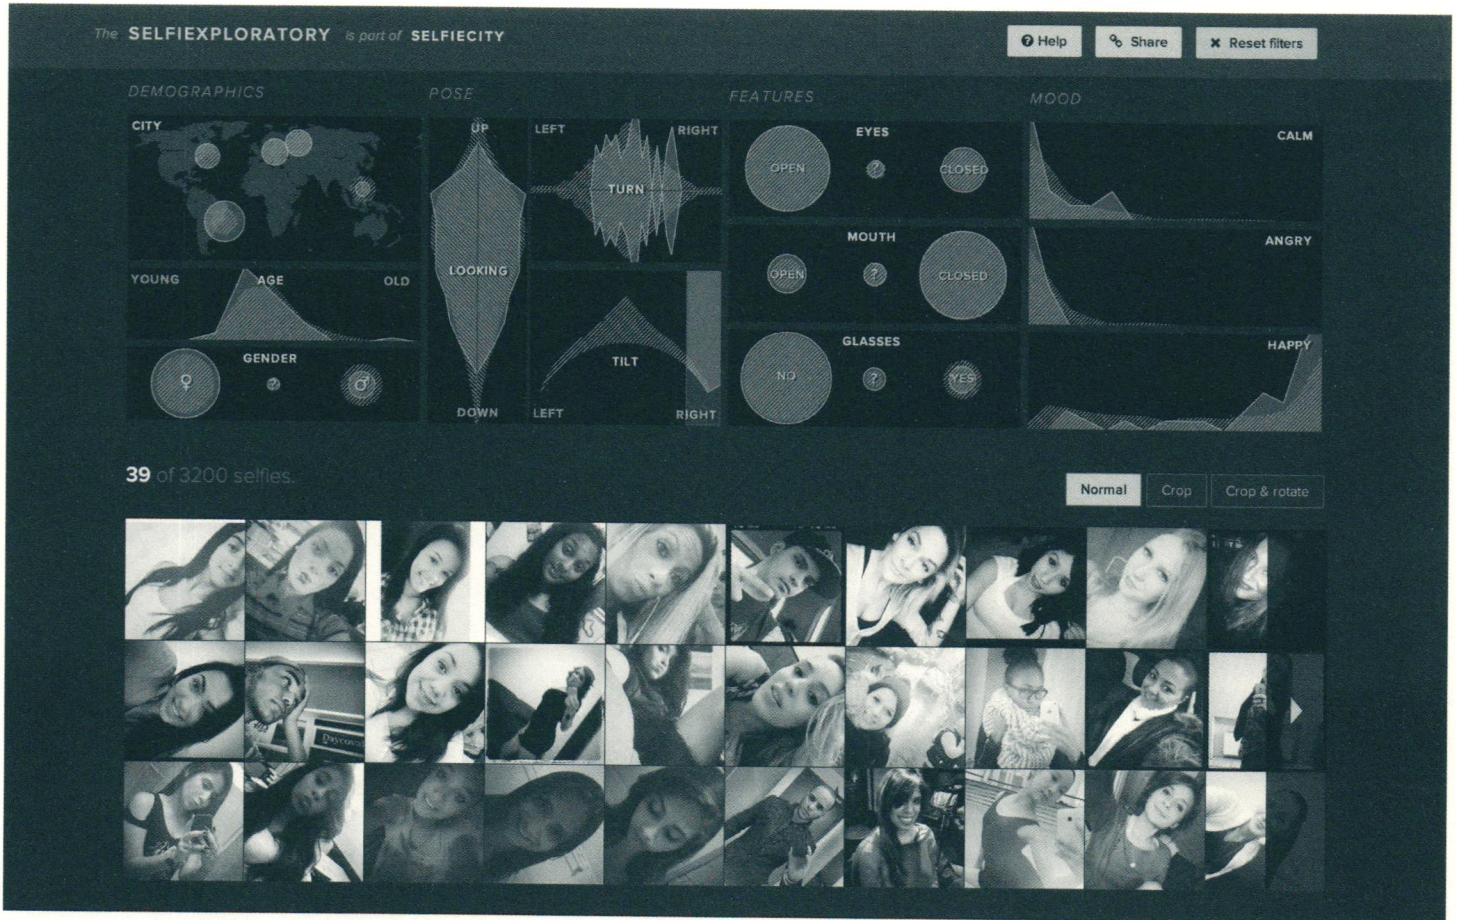 The SELFIEXPLORATORY is part of SELFIECITY
Help
Share
Reset filters
DEMOGRAPHICS
POSE
FEATURES
MOOD
CITY
YOUNG
AGE
OLD
GENDER
?
UP
LOOKING
DOWN
LEFT
RIGHT
TURN
TILT
LEFT
RIGHT
EYES
OPEN
?
CLOSED
MOUTH
OPEN
?
CLOSED
GLASSES
NO
?
YES
CALM
ANGRY
HAPPY
39 of 3200 selfies.
Normal
Crop
Crop & rotate
Daycoval